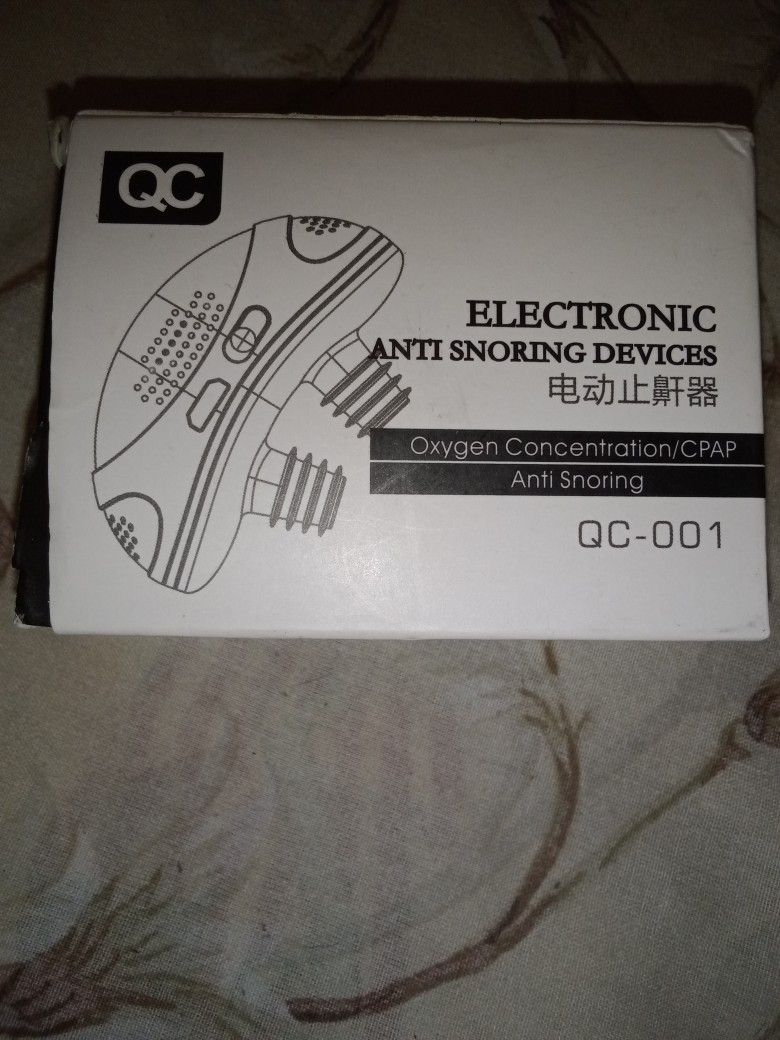 QC
ELECTRONIC
ANTI SNORING DEVICES
电动止鼾器
Oxygen Concentration/CPAP
Anti Snoring
QC-001